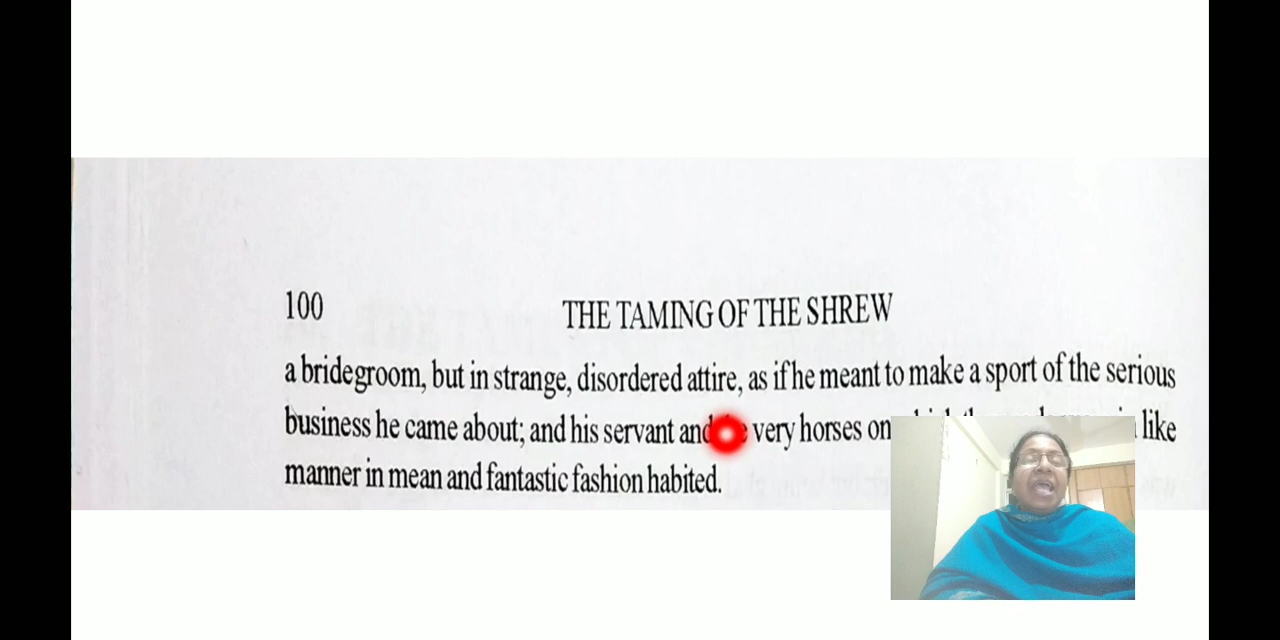 100 THE TAMING OF THE SHREW
a bridegroom, but in strange, disordered attire, as if he meant to make a sport of the serious
business he came about; and his servant and very horses on like
manner in mean and fantastic fashion habited.